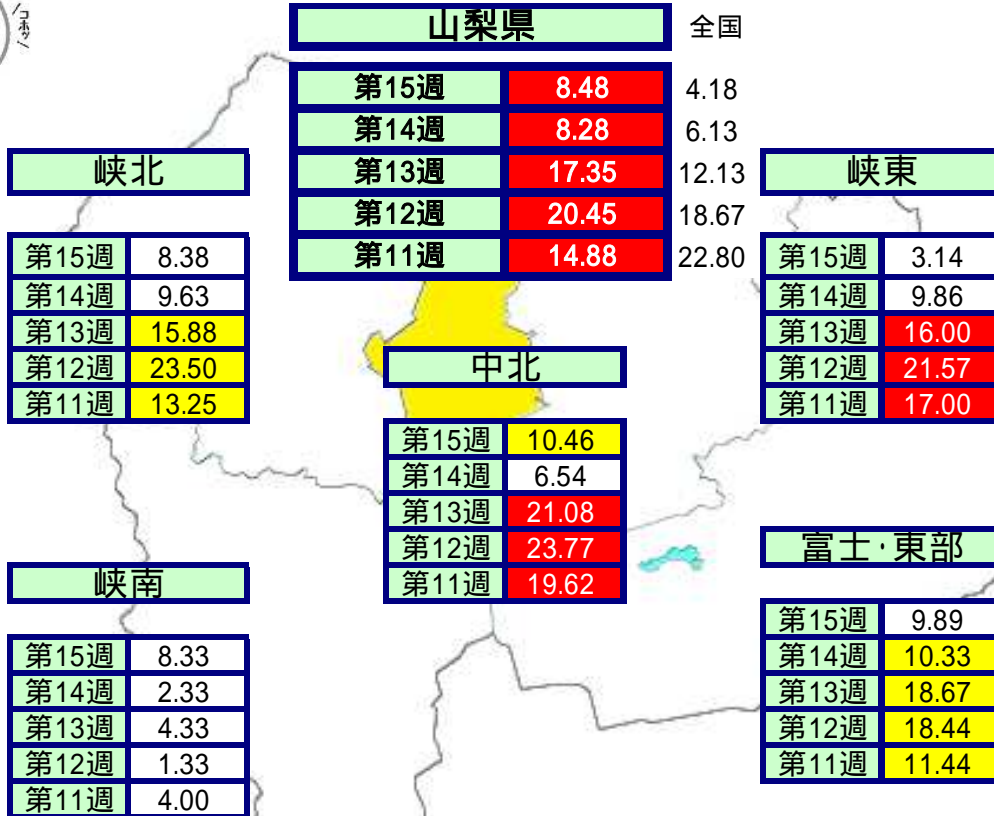 コホッ
山梨県 全国
第15週 8.48 4.18
第14週 8.28 6.13
第13週 17.35 12.13
第12週 20.45 18.67
第11週 14.88 22.80
峡北
第15週 8.38
第14週 9.63
第13週 15.88
第12週 23.50
第11週 13.25
峡東
第15週 3.14
第14週 9.86
第13週 16.00
第12週 21.57
第11週 17.00
中北
第15週 10.46
第14週 6.54
第13週 21.08
第12週 23.77
第11週 19.62
峡南
第15週 8.33
第14週 2.33
第13週 4.33
第12週 1.33
第11週 4.00
富士・東部
第15週 9.89
第14週 10.33
第13週 18.67
第12週 18.44
第11週 11.44